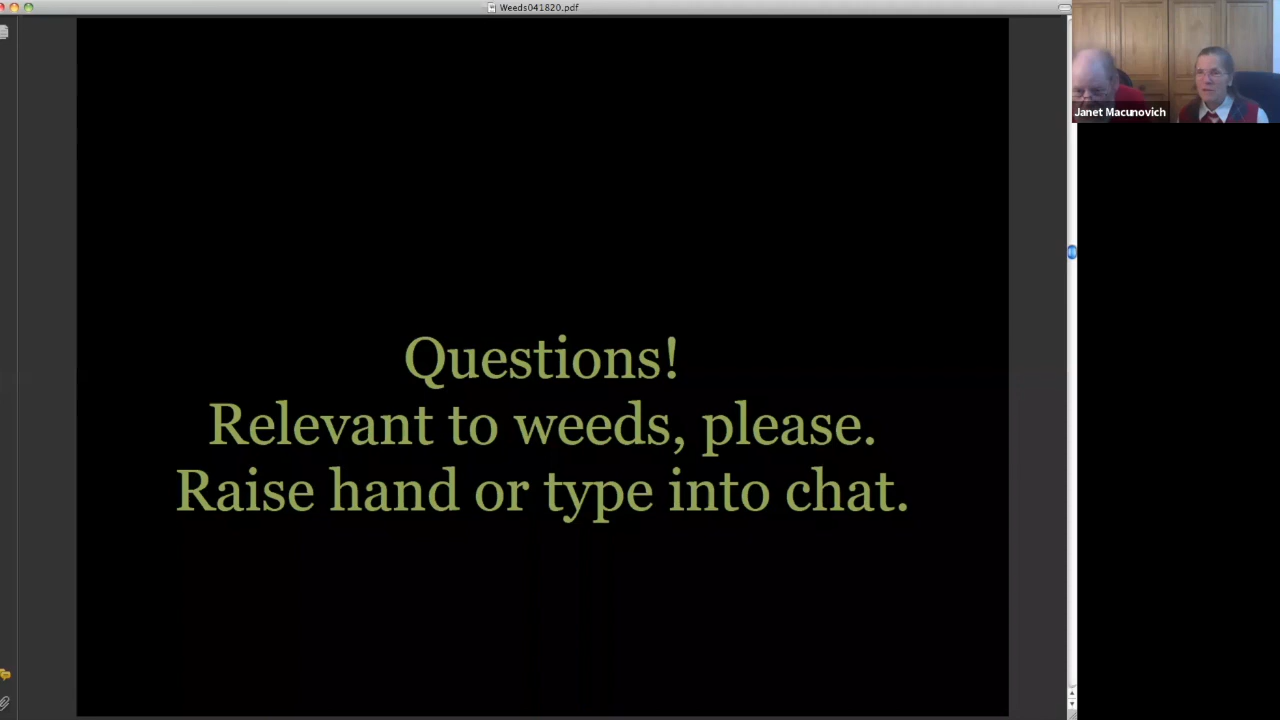 Weeds041820.pdf
Janet Macunovich
Questions!
Relevant to weeds, please.
Raise hand or type into chat.